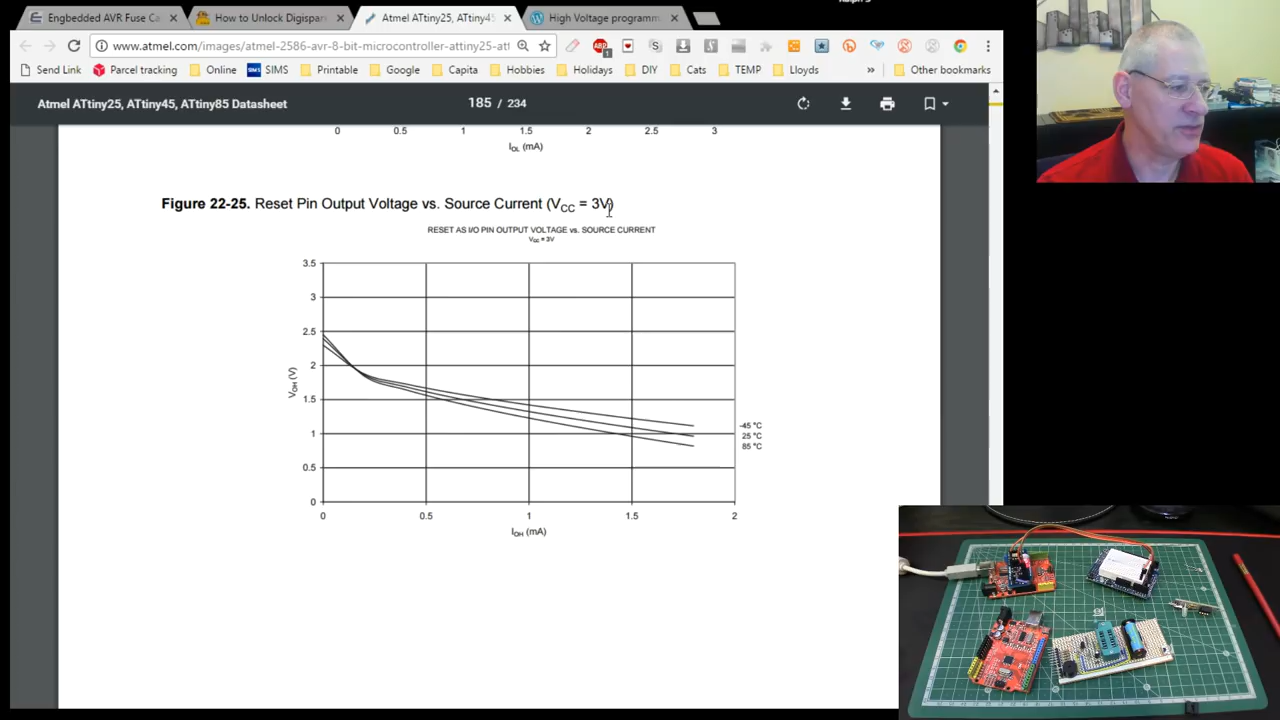 Engbedded AVR Fuse Ca
How to Unlock Digispar
Atmel ATtiny25, ATtiny45
High Voltage programm
www.atmel.com/images/atmel-2586-avr-8-bit-microcontroller-attiny25-att
ABP
1
Send Link
Parcel tracking
Online
SIMS
SIMS
Printable
Google
Capita
Hobbies
Holidays
DIY
Cats
TEMP
Lloyds
»
Other bookmarks
Atmel ATtiny25, ATtiny45, ATtiny85 Datasheet
185 / 234
0 0.5 1 1.5 2 2.5 3
IOL (mA)
Figure 22-25. Reset Pin Output Voltage vs. Source Current (VCC = 3V)
RESET AS I/O PIN OUTPUT VOLTAGE vs. SOURCE CURRENT
VCC = 3V
3.5
3
2.5
2
1.5
1
0.5
0
VOH (V)
-45 °C
25 °C
85 °C
0 0.5 1 1.5 2
IOH (mA)